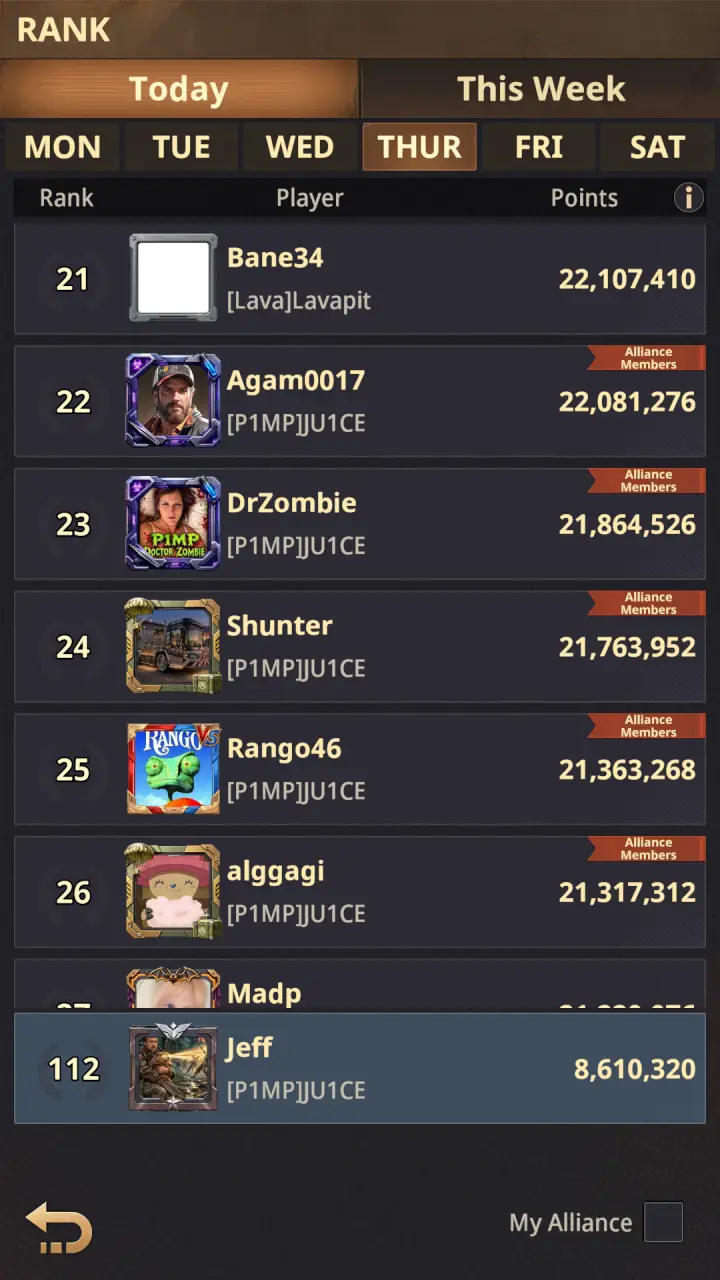 RANK
Today This Week
MON TUE WED THUR FRI SAT
Rank Player Points
21 Bane34 22,107,410
[Lava]Lavapit
Alliance Members
22 Agam0017 22,081,276
[P1MP]JU1CE
Alliance Members
PIMP
DOCTOR ZOMBIE
23 DrZombie 21,864,526
[P1MP]JU1CE
Alliance Members
24 Shunter 21,763,952
[P1MP]JU1CE
Alliance Members
RANGO VS
25 Rango46 21,363,268
[P1MP]JU1CE
Alliance Members
26 alggagi 21,317,312
[P1MP]JU1CE
Madp
112 Jeff 8,610,320
[P1MP]JU1CE
My Alliance